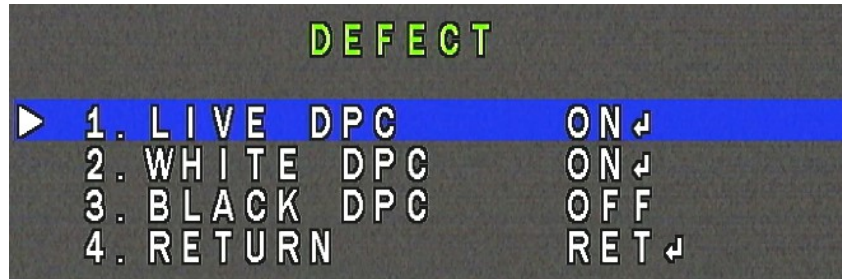 DEFECT
1. LIVE DPC ON↲
2. WHITE DPC ON↲
3. BLACK DPC OFF
4. RETURN RET↲